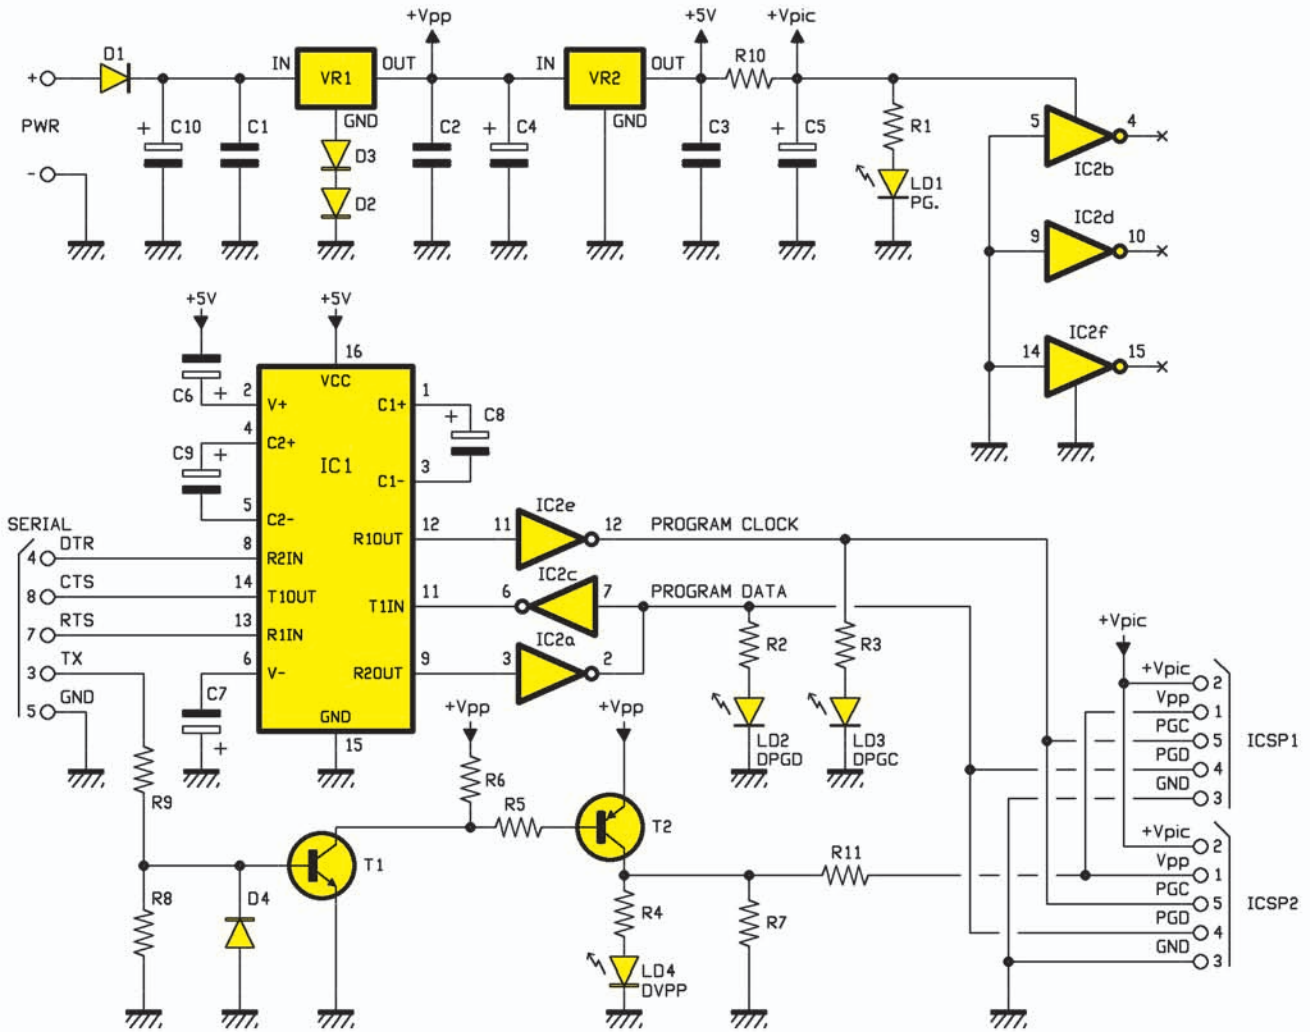 +Vpp
+5V
+Vpic
D1
IN
VR1
OUT
IN
VR2
OUT
R10
+
PWR
-
GND
GND
+
C10
C1
D3
D2
C2
+
C4
C3
+
C5
R1
LD1
PG.
5
4
IC2b
IC2d
9
10
IC2f
14
15
+5V
+5V
16
VCC
C6
+
2
V+
C1+
1
+
C8
4
C2+
C9
+
IC1
C1-
3
5
C2-
SERIAL
4
DTR
8
R2IN
R1OUT
12
11
IC2e
12
PROGRAM CLOCK
8
CTS
14
T1OUT
T1IN
11
6
IC2c
7
PROGRAM DATA
7
RTS
13
R1IN
IC2a
3
TX
6
V-
R2OUT
9
3
2
5
GND
C7
+
GND
15
R2
R3
LD2
DPGD
LD3
DPGC
+Vpp
+Vpp
R6
R5
T2
R9
R8
D4
T1
R4
LD4
DVPP
R7
R11
+Vpic
+Vpic
2
Vpp
1
PGC
5
PGD
4
GND
3
ICSP1
+Vpic
2
Vpp
1
PGC
5
PGD
4
GND
3
ICSP2